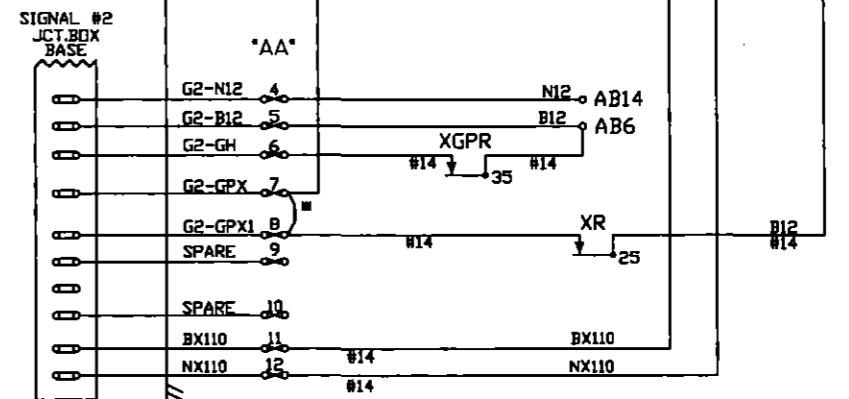 SIGNAL #2
JCT.BOX
BASE
"AA"
G2-N12 4 N12 AB14
G2-B12 5 B12 AB6
G2-GH 6 #14 XGPR 35 #14
G2-GPX 7
G2-GPX1 8 #14 XR 25 B12 #14
SPARE 9
SPARE 10
BX110 11 #14 BX110
NX110 12 #14 NX110